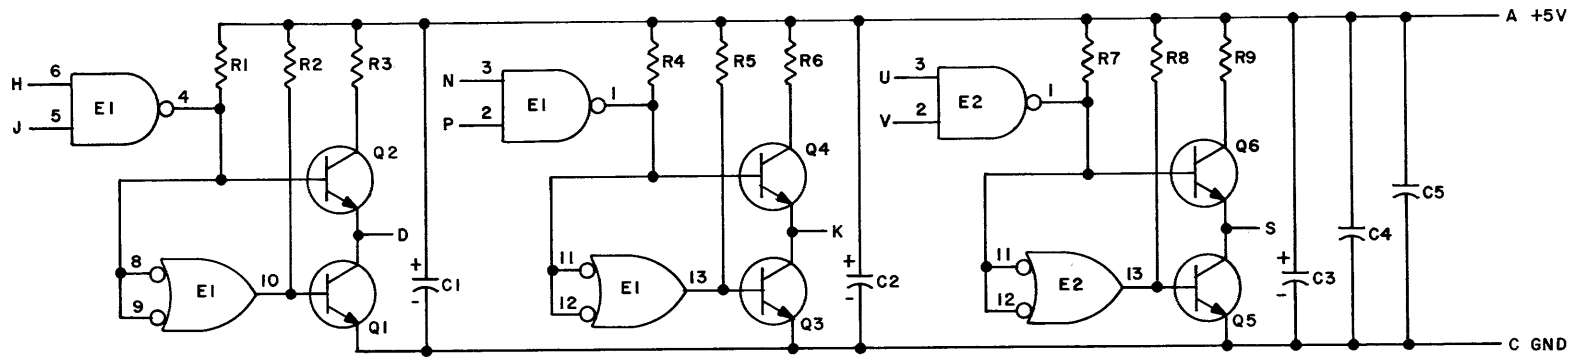 A +5V
R1 R2 R3
R4 R5 R6
R7 R8 R9
H 6
J 5
E1 4
N 3
P 2
E1 1
U 3
V 2
E2 1
Q2
Q4
Q6
D
K
S
8
9
E1 10
Q1
+
C1
-
11
12
E1 13
Q3
+
C2
-
11
12
E2 13
Q5
+
C3
-
C4
C5
C GND